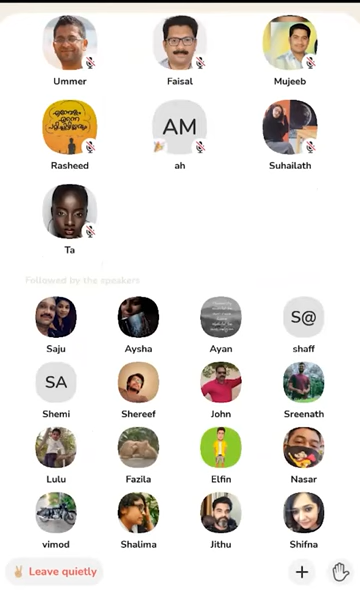 Ummer Faisal Mujeeb
AM
Rasheed ah Suhailath
Ta
Followed by the speakers
S@
Saju Aysha Ayan shaff
SA
Shemi Shereef John Sreenath
Lulu Fazila Elfin Nasar
vimod Shalima Jithu Shifna
✌🏼 Leave quietly +